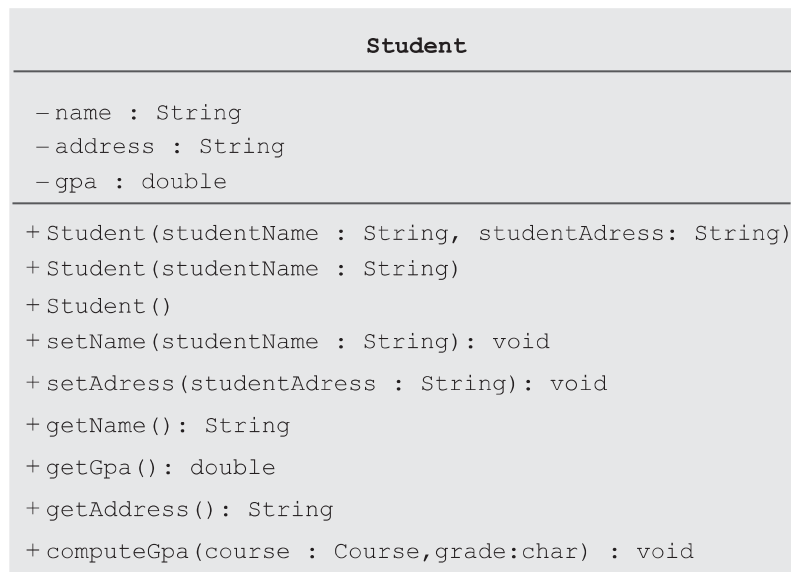 Student
– name : String
– address : String
– gpa : double
+ Student(studentName : String, studentAdress: String)
+ Student(studentName : String)
+ Student()
+ setName(studentName : String): void
+ setAdress(studentAdress : String): void
+ getName(): String
+ getGpa(): double
+ getAddress(): String
+ computeGpa(course : Course,grade:char) : void